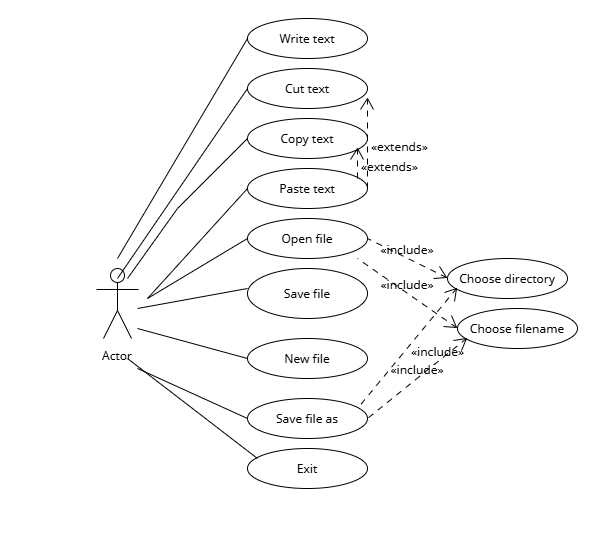 Write text
Cut text
Copy text
«extends»
«extends»
Paste text
Open file
«include»
Choose directory
«include»
Save file
Choose filename
Actor
New file
«include»
«include»
Save file as
Exit